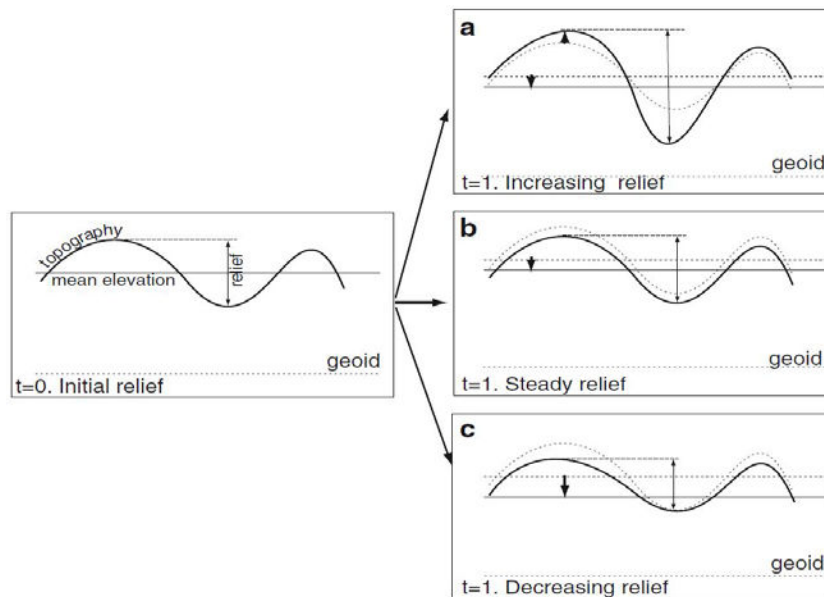 topography
mean elevation
relief
geoid
t=0. Initial relief
a
geoid
t=1. Increasing relief
b
geoid
t=1. Steady relief
c
geoid
t=1. Decreasing relief